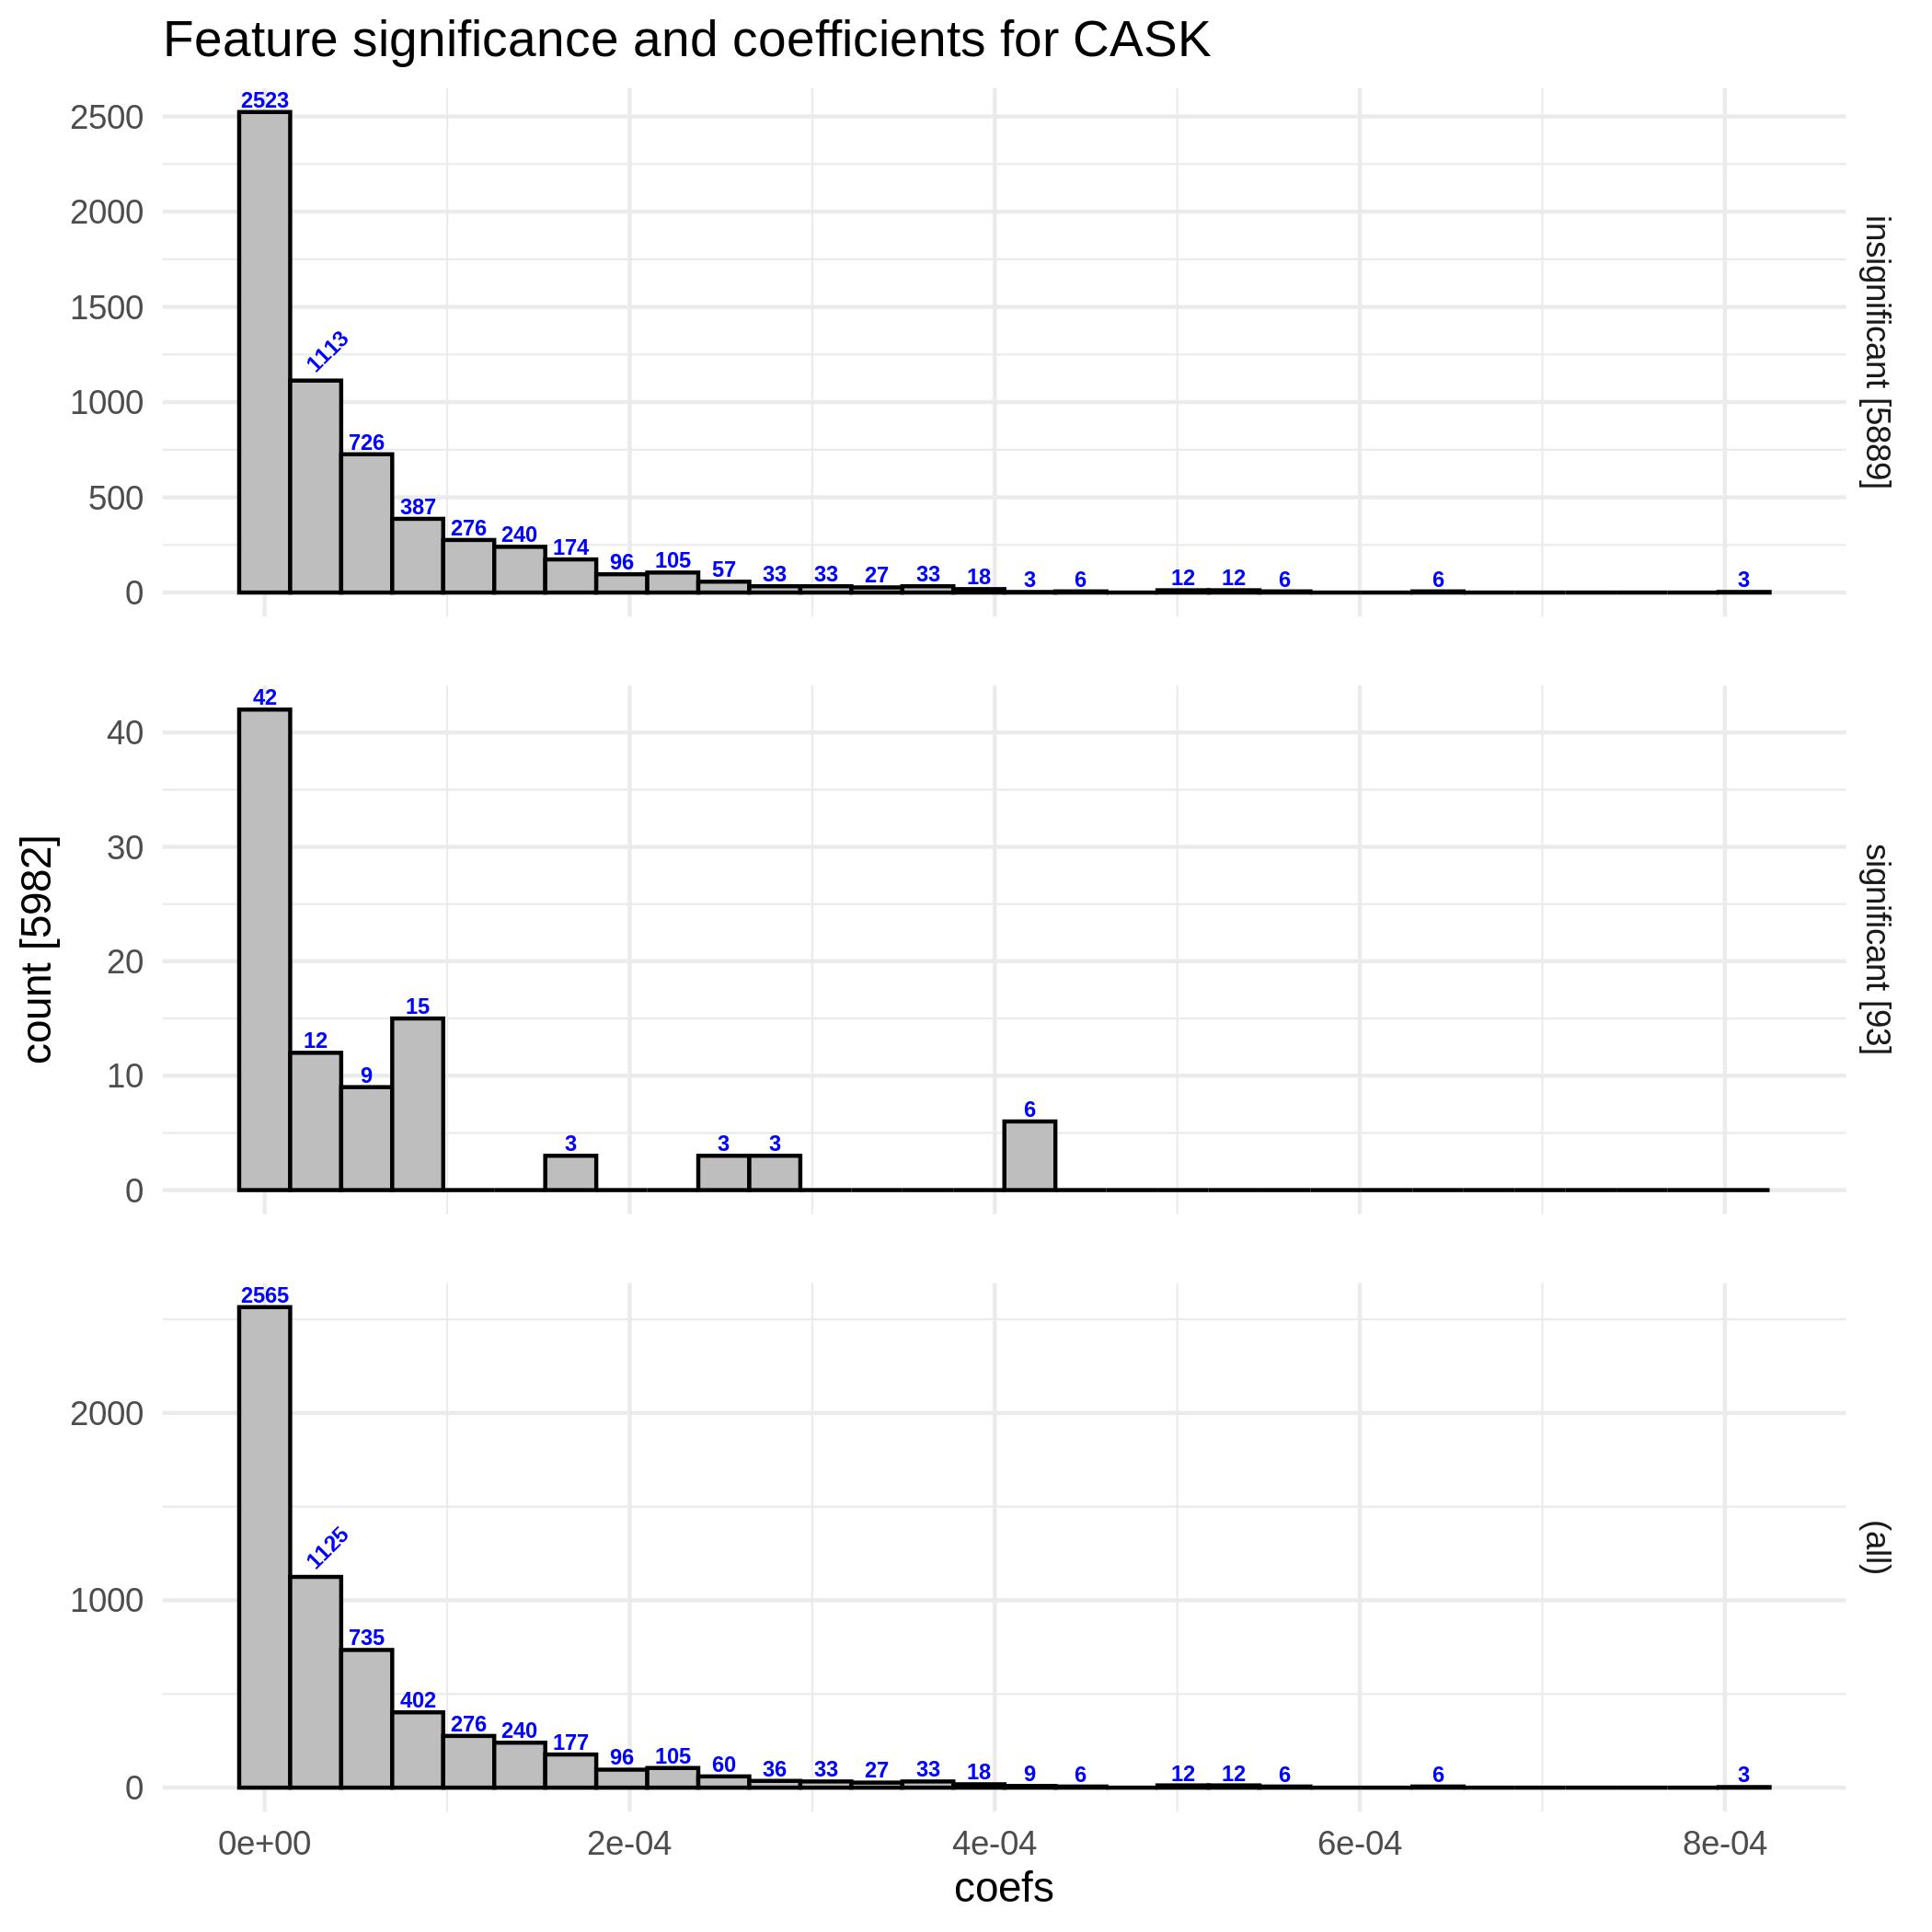 Feature significance and coefficients for CASK
2523
2500
2000
1500
1113
1000
726
500
387
276 240 174 96 105 57 33 33 27 33 18 3 6 12 12 6 6 3
0
insignificant [5889]
42
40
30
20
15
12
10
9
6
3 3 3
0
significant [93]
count [5982]
2565
2000
1125
1000
735
402
276 240 177 96 105 60 36 33 27 33 18 9 6 12 12 6 6 3
0
(all)
0e+00 2e-04 4e-04 6e-04 8e-04
coefs